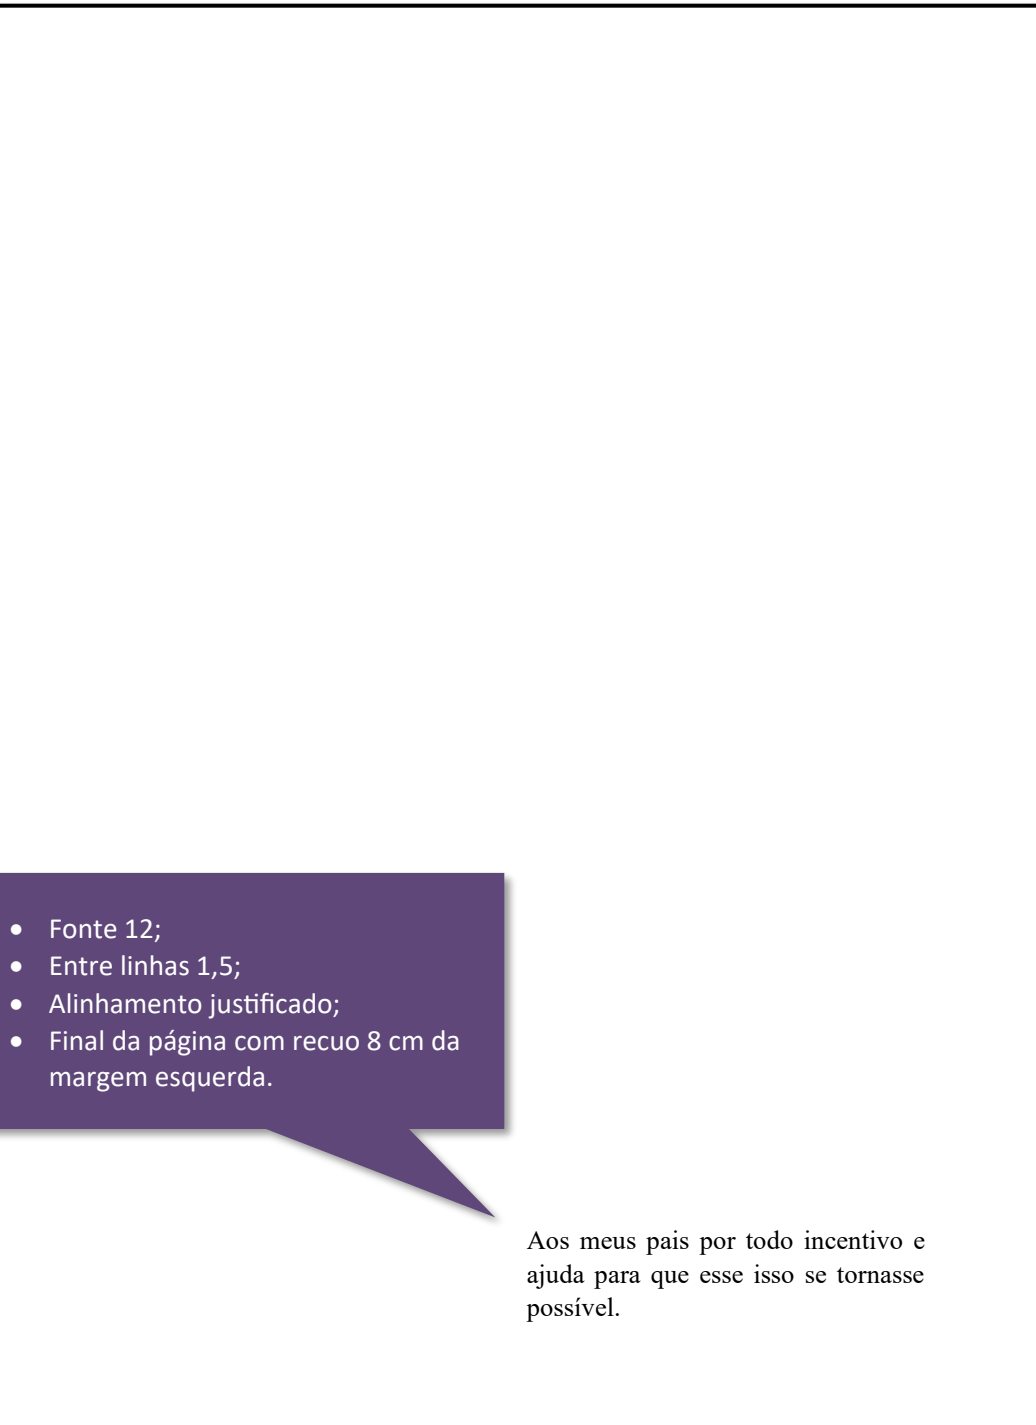 • Fonte 12;
• Entre linhas 1,5;
• Alinhamento justificado;
• Final da página com recuo 8 cm da
margem esquerda.
Aos meus pais por todo incentivo e
ajuda para que esse isso se tornasse
possível.